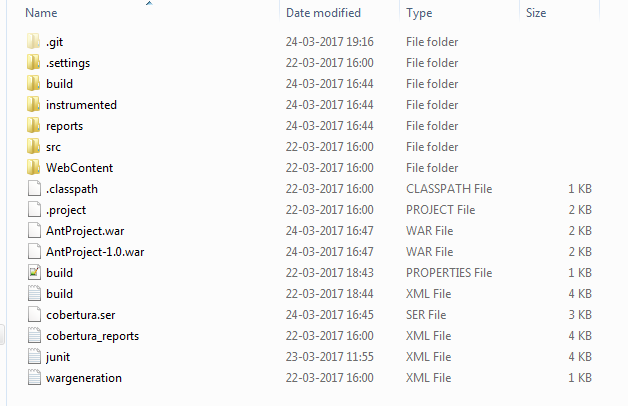 Name Date modified Type Size
.git 24-03-2017 19:16 File folder
.settings 22-03-2017 16:00 File folder
build 24-03-2017 16:44 File folder
instrumented 24-03-2017 16:44 File folder
reports 24-03-2017 16:44 File folder
src 22-03-2017 16:00 File folder
WebContent 22-03-2017 16:00 File folder
.classpath 22-03-2017 16:00 CLASSPATH File 1 KB
.project 22-03-2017 16:00 PROJECT File 2 KB
AntProject.war 24-03-2017 16:47 WAR File 2 KB
AntProject-1.0.war 24-03-2017 16:47 WAR File 2 KB
build 22-03-2017 18:43 PROPERTIES File 1 KB
build 22-03-2017 18:44 XML File 4 KB
cobertura.ser 24-03-2017 16:45 SER File 3 KB
cobertura_reports 22-03-2017 16:00 XML File 4 KB
junit 23-03-2017 11:55 XML File 4 KB
wargeneration 22-03-2017 16:00 XML File 1 KB